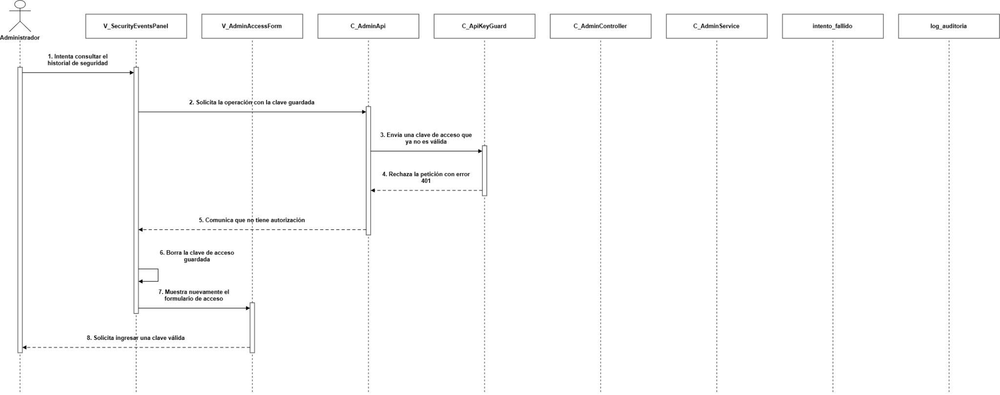 Administrador
V_SecurityEventsPanel
V_AdminAccessForm
C_AdminApi
C_ApiKeyGuard
C_AdminController
C_AdminService
intento_fallido
log_auditoria
1. Intenta consultar el
historial de seguridad
2. Solicita la operación con la clave guardada
3. Envía una clave de acceso que
ya no es válida
4. Rechaza la petición con error
401
5. Comunica que no tiene autorización
6. Borra la clave de acceso
guardada
7. Muestra nuevamente el
formulario de acceso
8. Solicita ingresar una clave válida